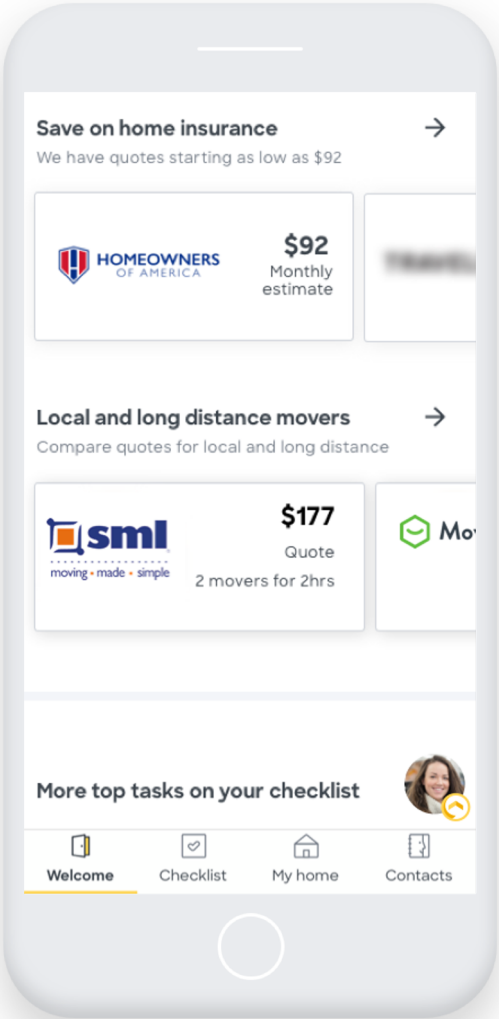 Save on home insurance
We have quotes starting as low as $92
HOMEOWNERS
OF AMERICA
$92
Monthly
estimate
Local and long distance movers
Compare quotes for local and long distance
sml
moving • made • simple
$177
Quote
2 movers for 2hrs
More top tasks on your checklist
Welcome
Checklist
My home
Contacts